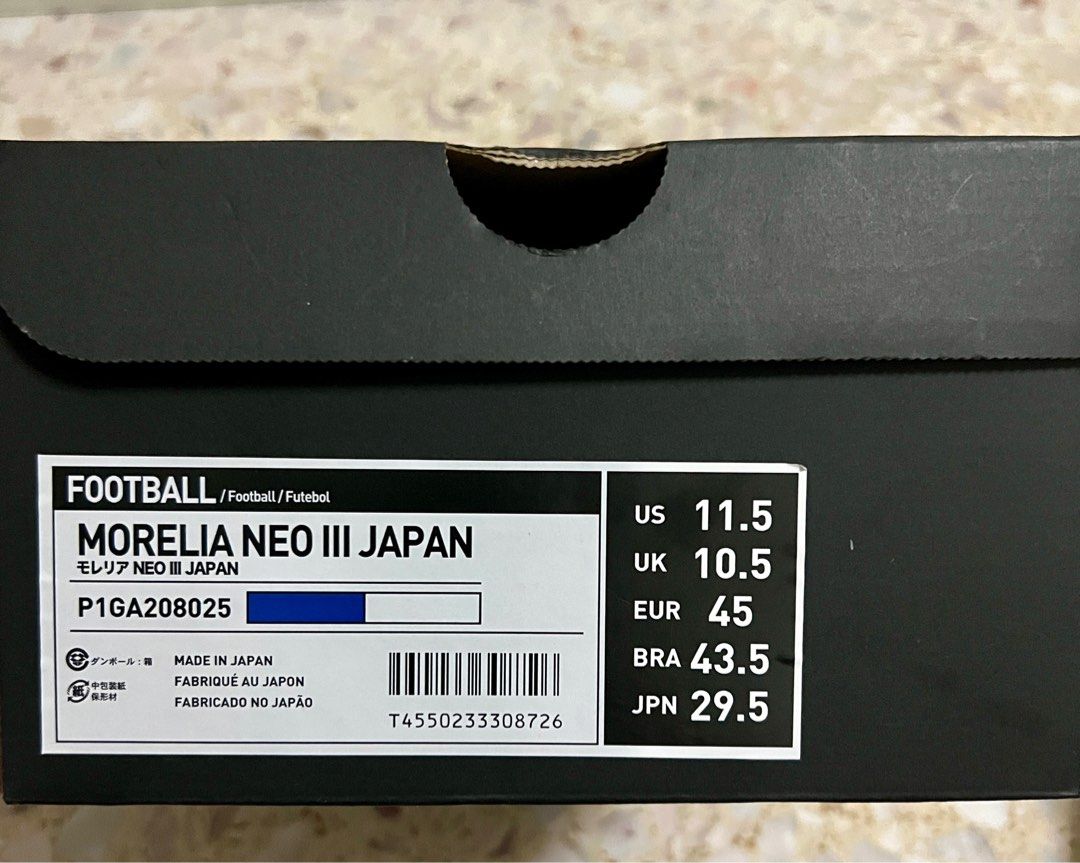 FOOTBALL / Football / Futebol
MORELIA NEO III JAPAN
モレリア NEO III JAPAN
P1GA208025
ダンボール：箱
紙
中包装紙
保形材
MADE IN JAPAN
FABRIQUÉ AU JAPON
FABRICADO NO JAPÃO
T4550233308726
US 11.5
UK 10.5
EUR 45
BRA 43.5
JPN 29.5